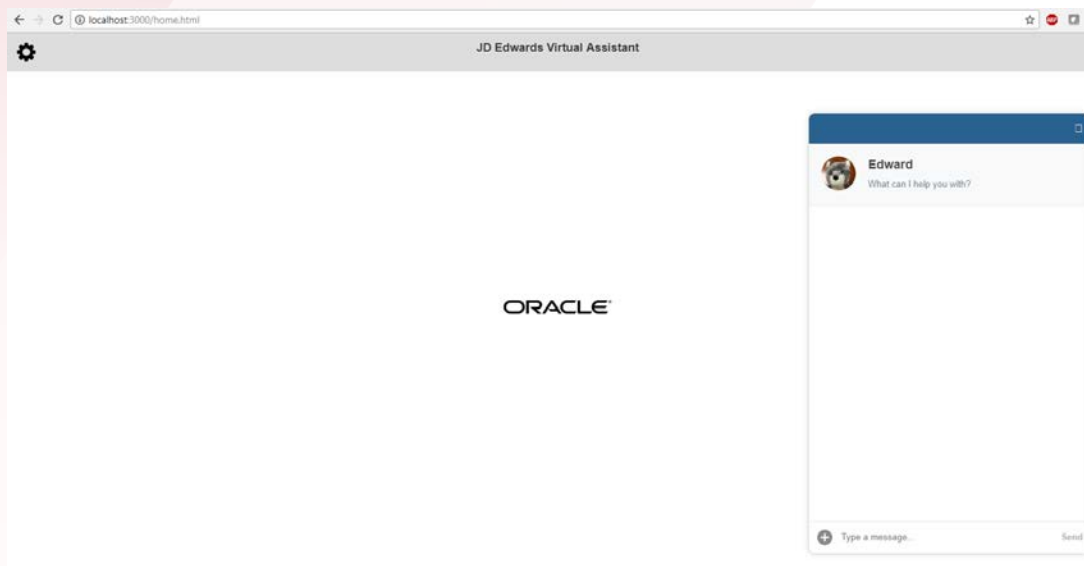 localhost:3000/home.html
JD Edwards Virtual Assistant
Edward
What can I help you with?
ORACLE
Type a message..
Send